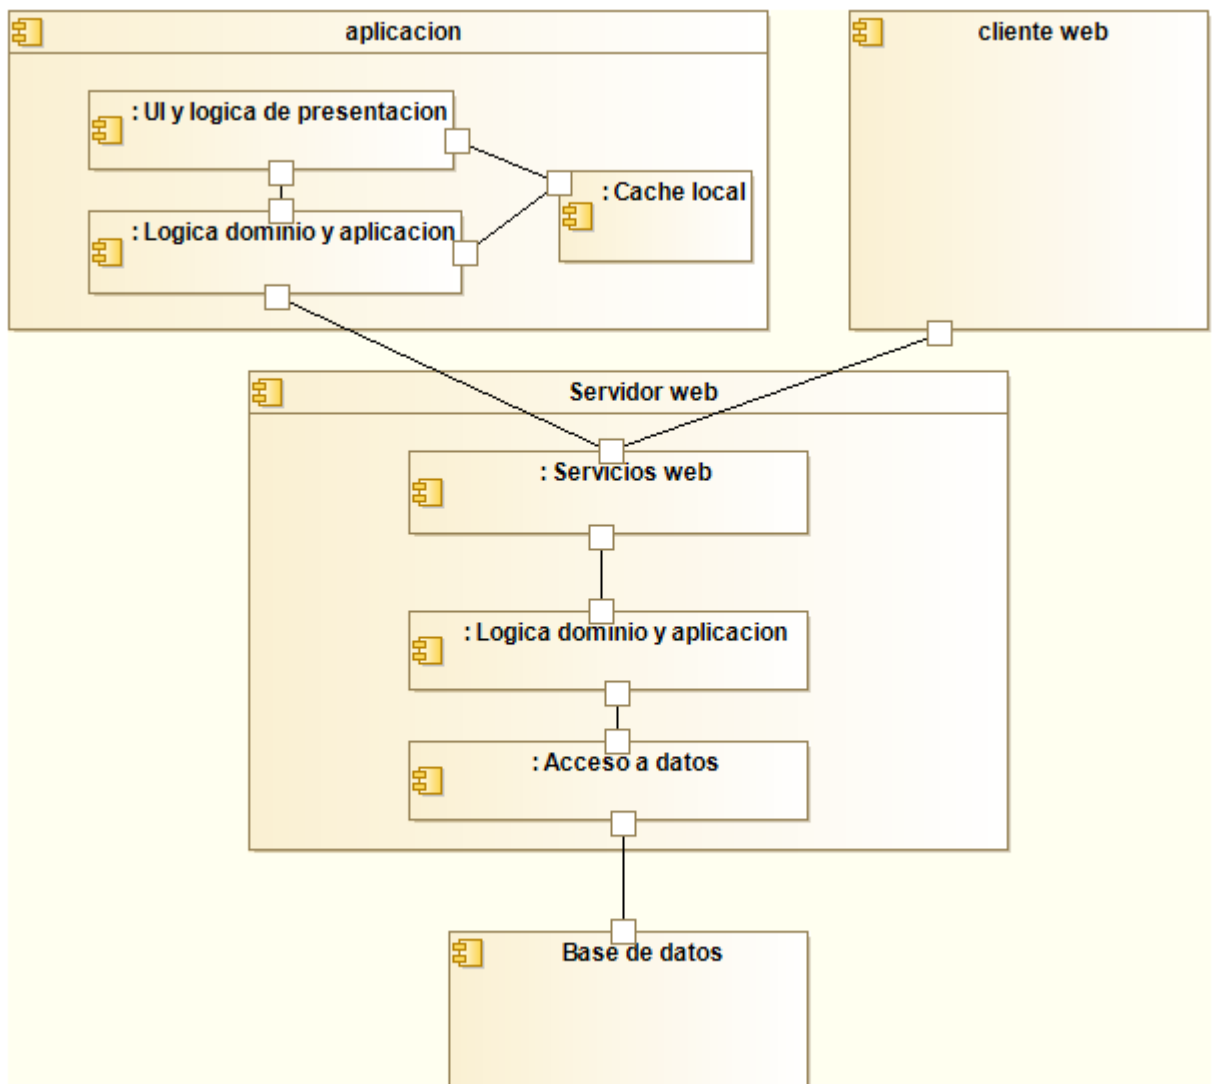 aplicacion
cliente web
: UI y logica de presentacion
: Cache local
: Logica dominio y aplicacion
Servidor web
: Servicios web
: Logica dominio y aplicacion
: Acceso a datos
Base de datos